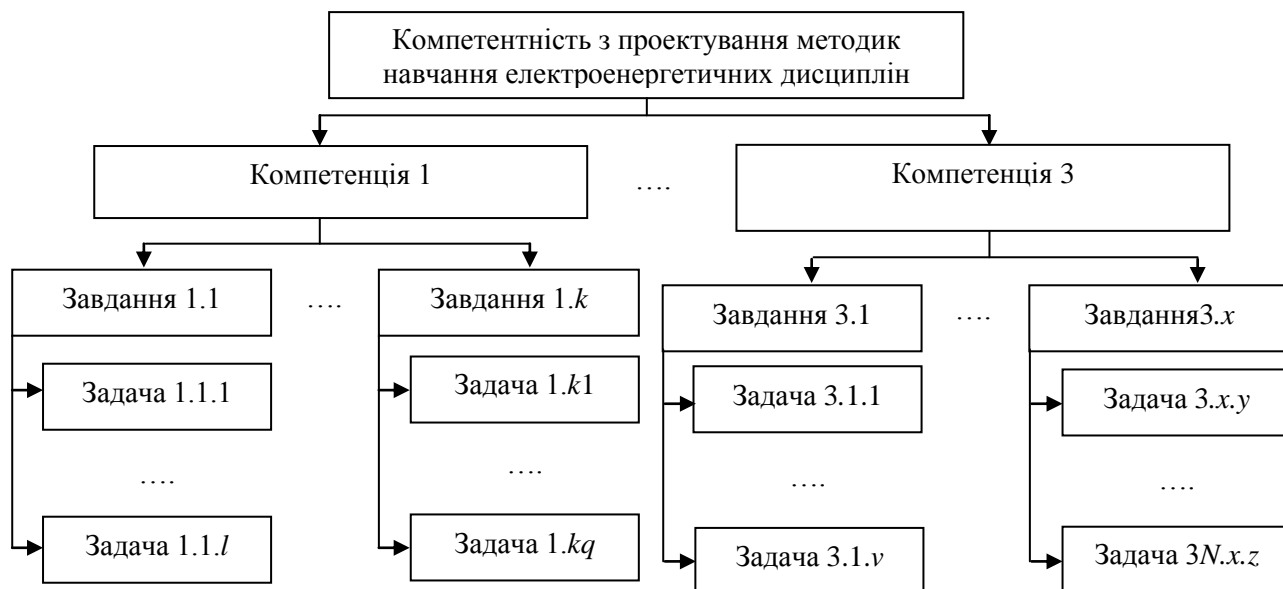 Компетентність з проектування методик
навчання електроенергетичних дисциплін
Компетенція 1
….
Компетенція 3
Завдання 1.1
….
Завдання 1.k
Завдання 3.1
….
Завдання3.x
Задача 1.1.1
Задача 1.k1
Задача 3.1.1
Задача 3.x.y
….
….
….
….
Задача 1.1.l
Задача 1.kq
Задача 3.1.v
Задача 3N.x.z